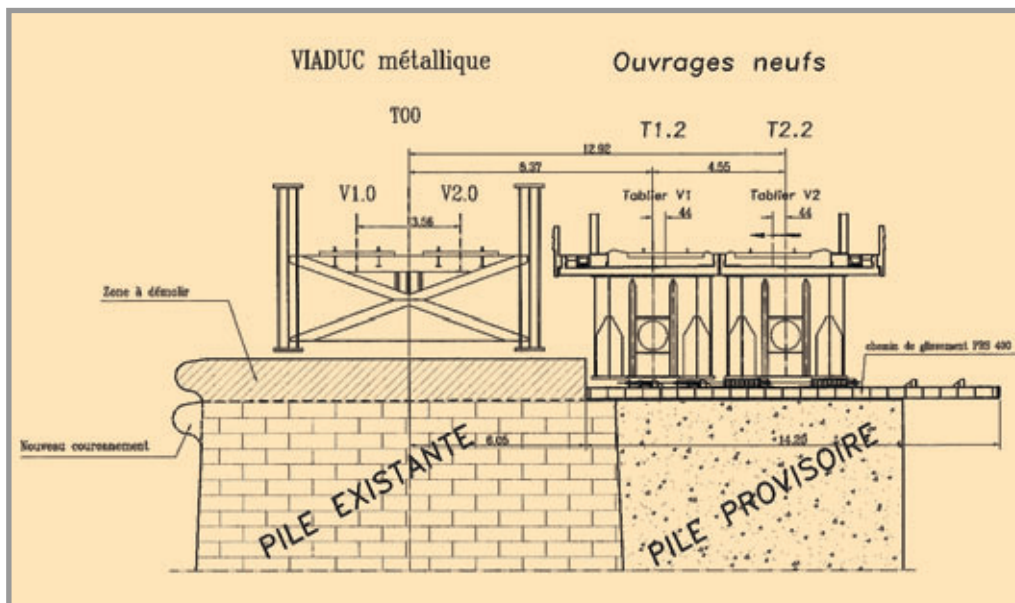 VIADUC métallique
Ouvrages neufs
T00
T1.2
T2.2
12.92
8.37
4.55
V1.0
V2.0
Tablier V1
Tablier V2
3.56
44
44
Zone à démolir
chemin de glissement PRS 400
Nouveau couronnement
6.05
14.25
PILE EXISTANTE
PILE PROVISOIRE